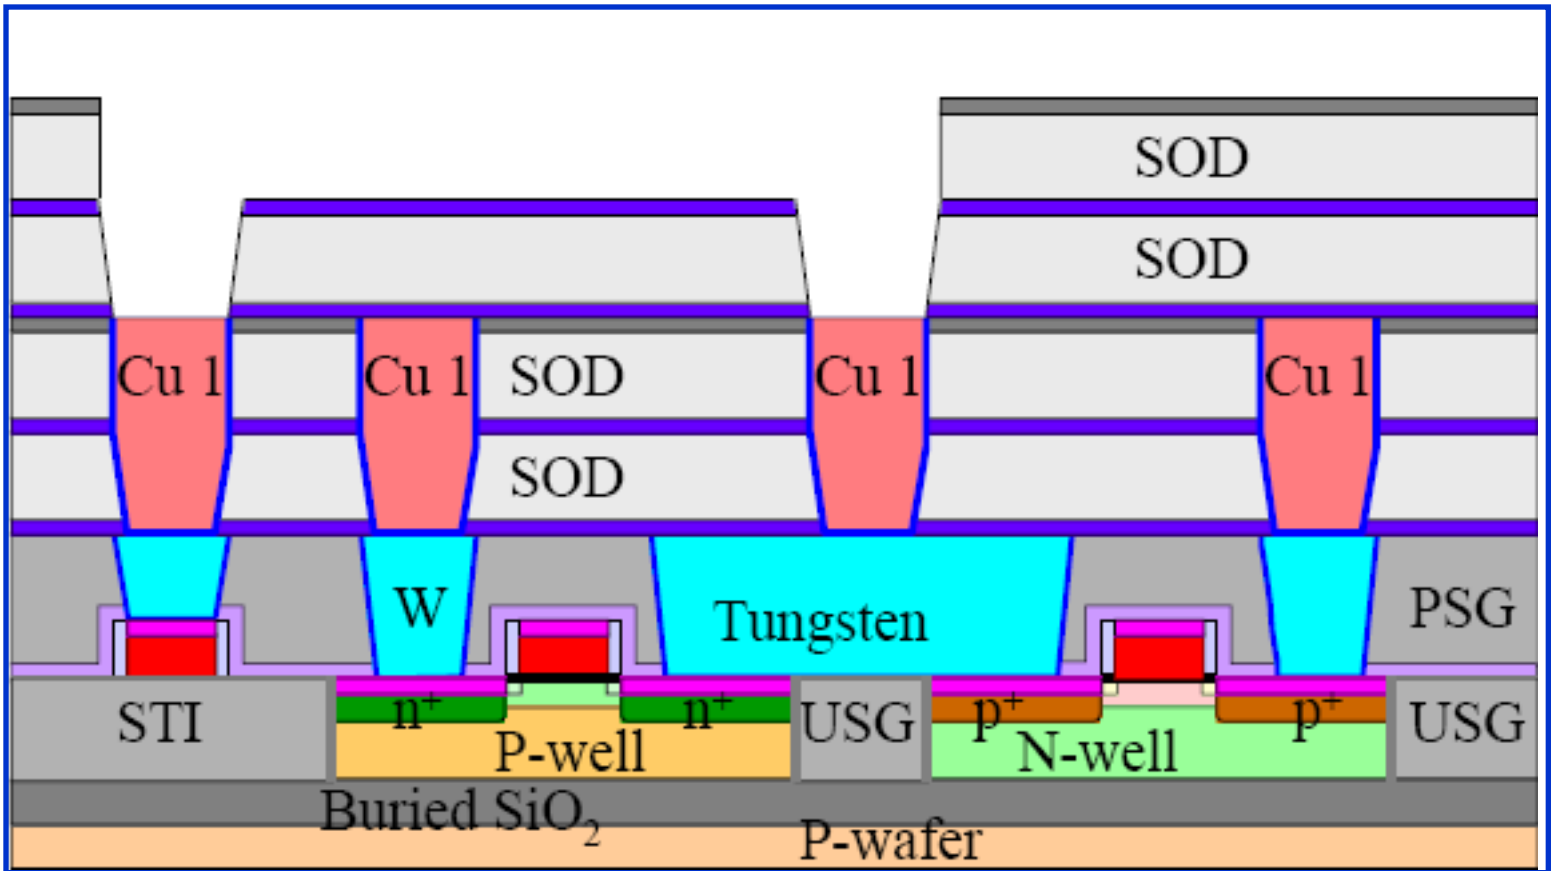 SOD
SOD
Cu 1
Cu 1
SOD
Cu 1
Cu 1
SOD
W
Tungsten
PSG
STI
n+
n+
USG
p+
p+
USG
P-well
N-well
Buried SiO2
P-wafer